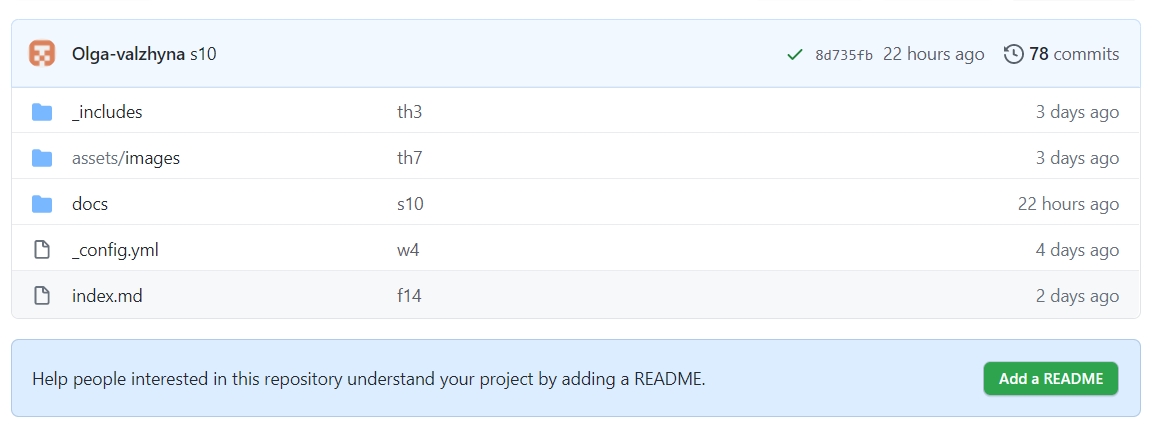 Olga-valzhyna s10 8d735fb 22 hours ago 78 commits
_includes th3 3 days ago
assets/images th7 3 days ago
docs s10 22 hours ago
_config.yml w4 4 days ago
index.md f14 2 days ago
Help people interested in this repository understand your project by adding a README. Add a README